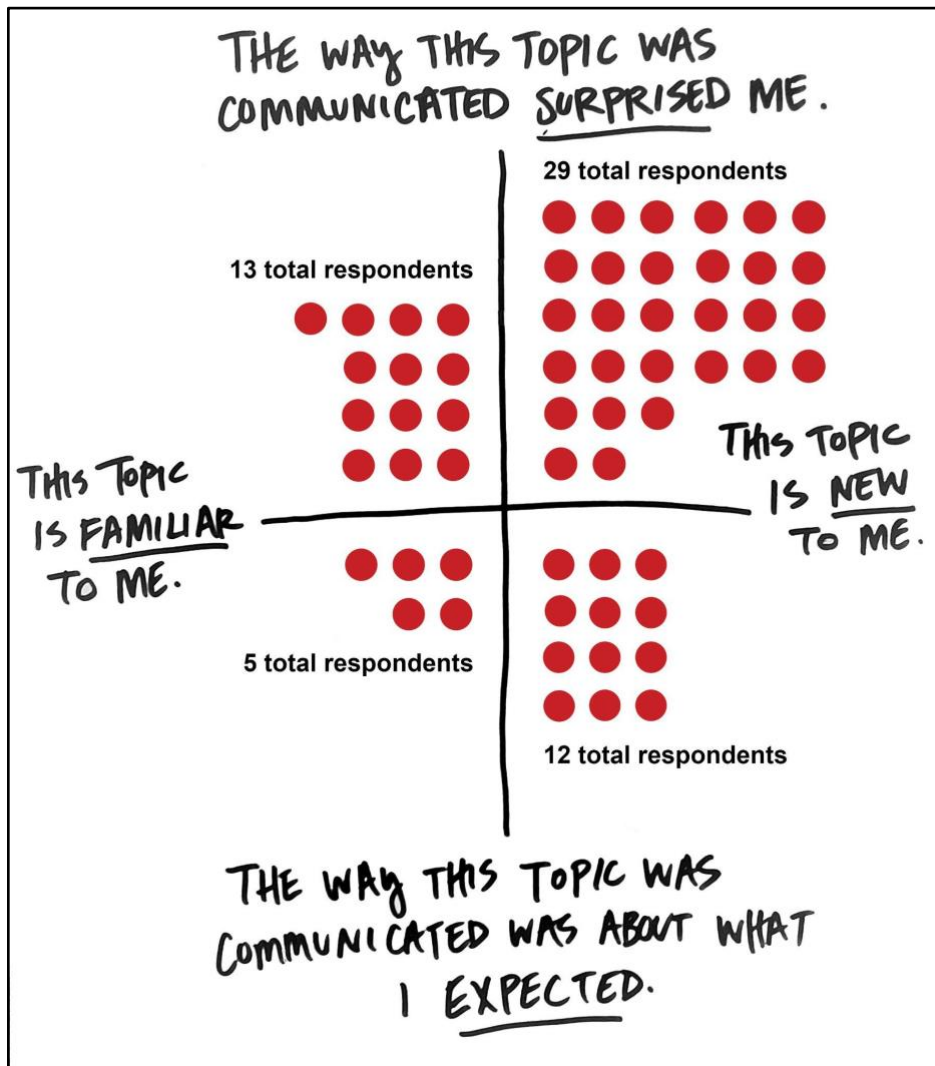 THE WAY THIS TOPIC WAS
COMMUNICATED SURPRISED ME.
29 total respondents
13 total respondents
THIS TOPIC
IS FAMILIAR
TO ME.
THIS TOPIC
IS NEW
TO ME.
5 total respondents
12 total respondents
THE WAY THIS TOPIC WAS
COMMUNICATED WAS ABOUT WHAT
I EXPECTED.